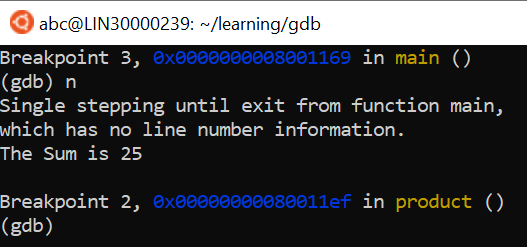 abc@LIN30000239: ~/learning/gdb
Breakpoint 3, 0x0000000008001169 in main ()
(gdb) n
Single stepping until exit from function main,
which has no line number information.
The Sum is 25
Breakpoint 2, 0x00000000080011ef in product ()
(gdb)